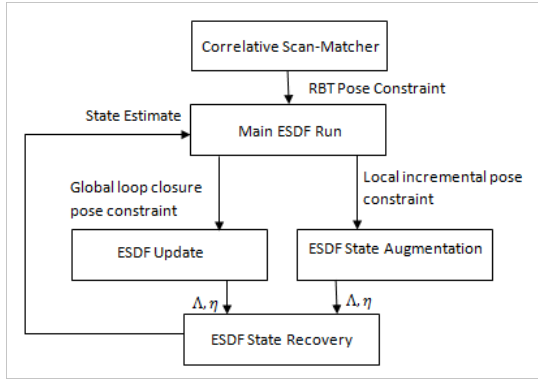 Correlative Scan-Matcher
RBT Pose Constraint
State Estimate
Main ESDF Run
Global loop closure
pose constraint
Local incremental pose
constraint
ESDF Update
ESDF State Augmentation
Λ, η
Λ, η
ESDF State Recovery